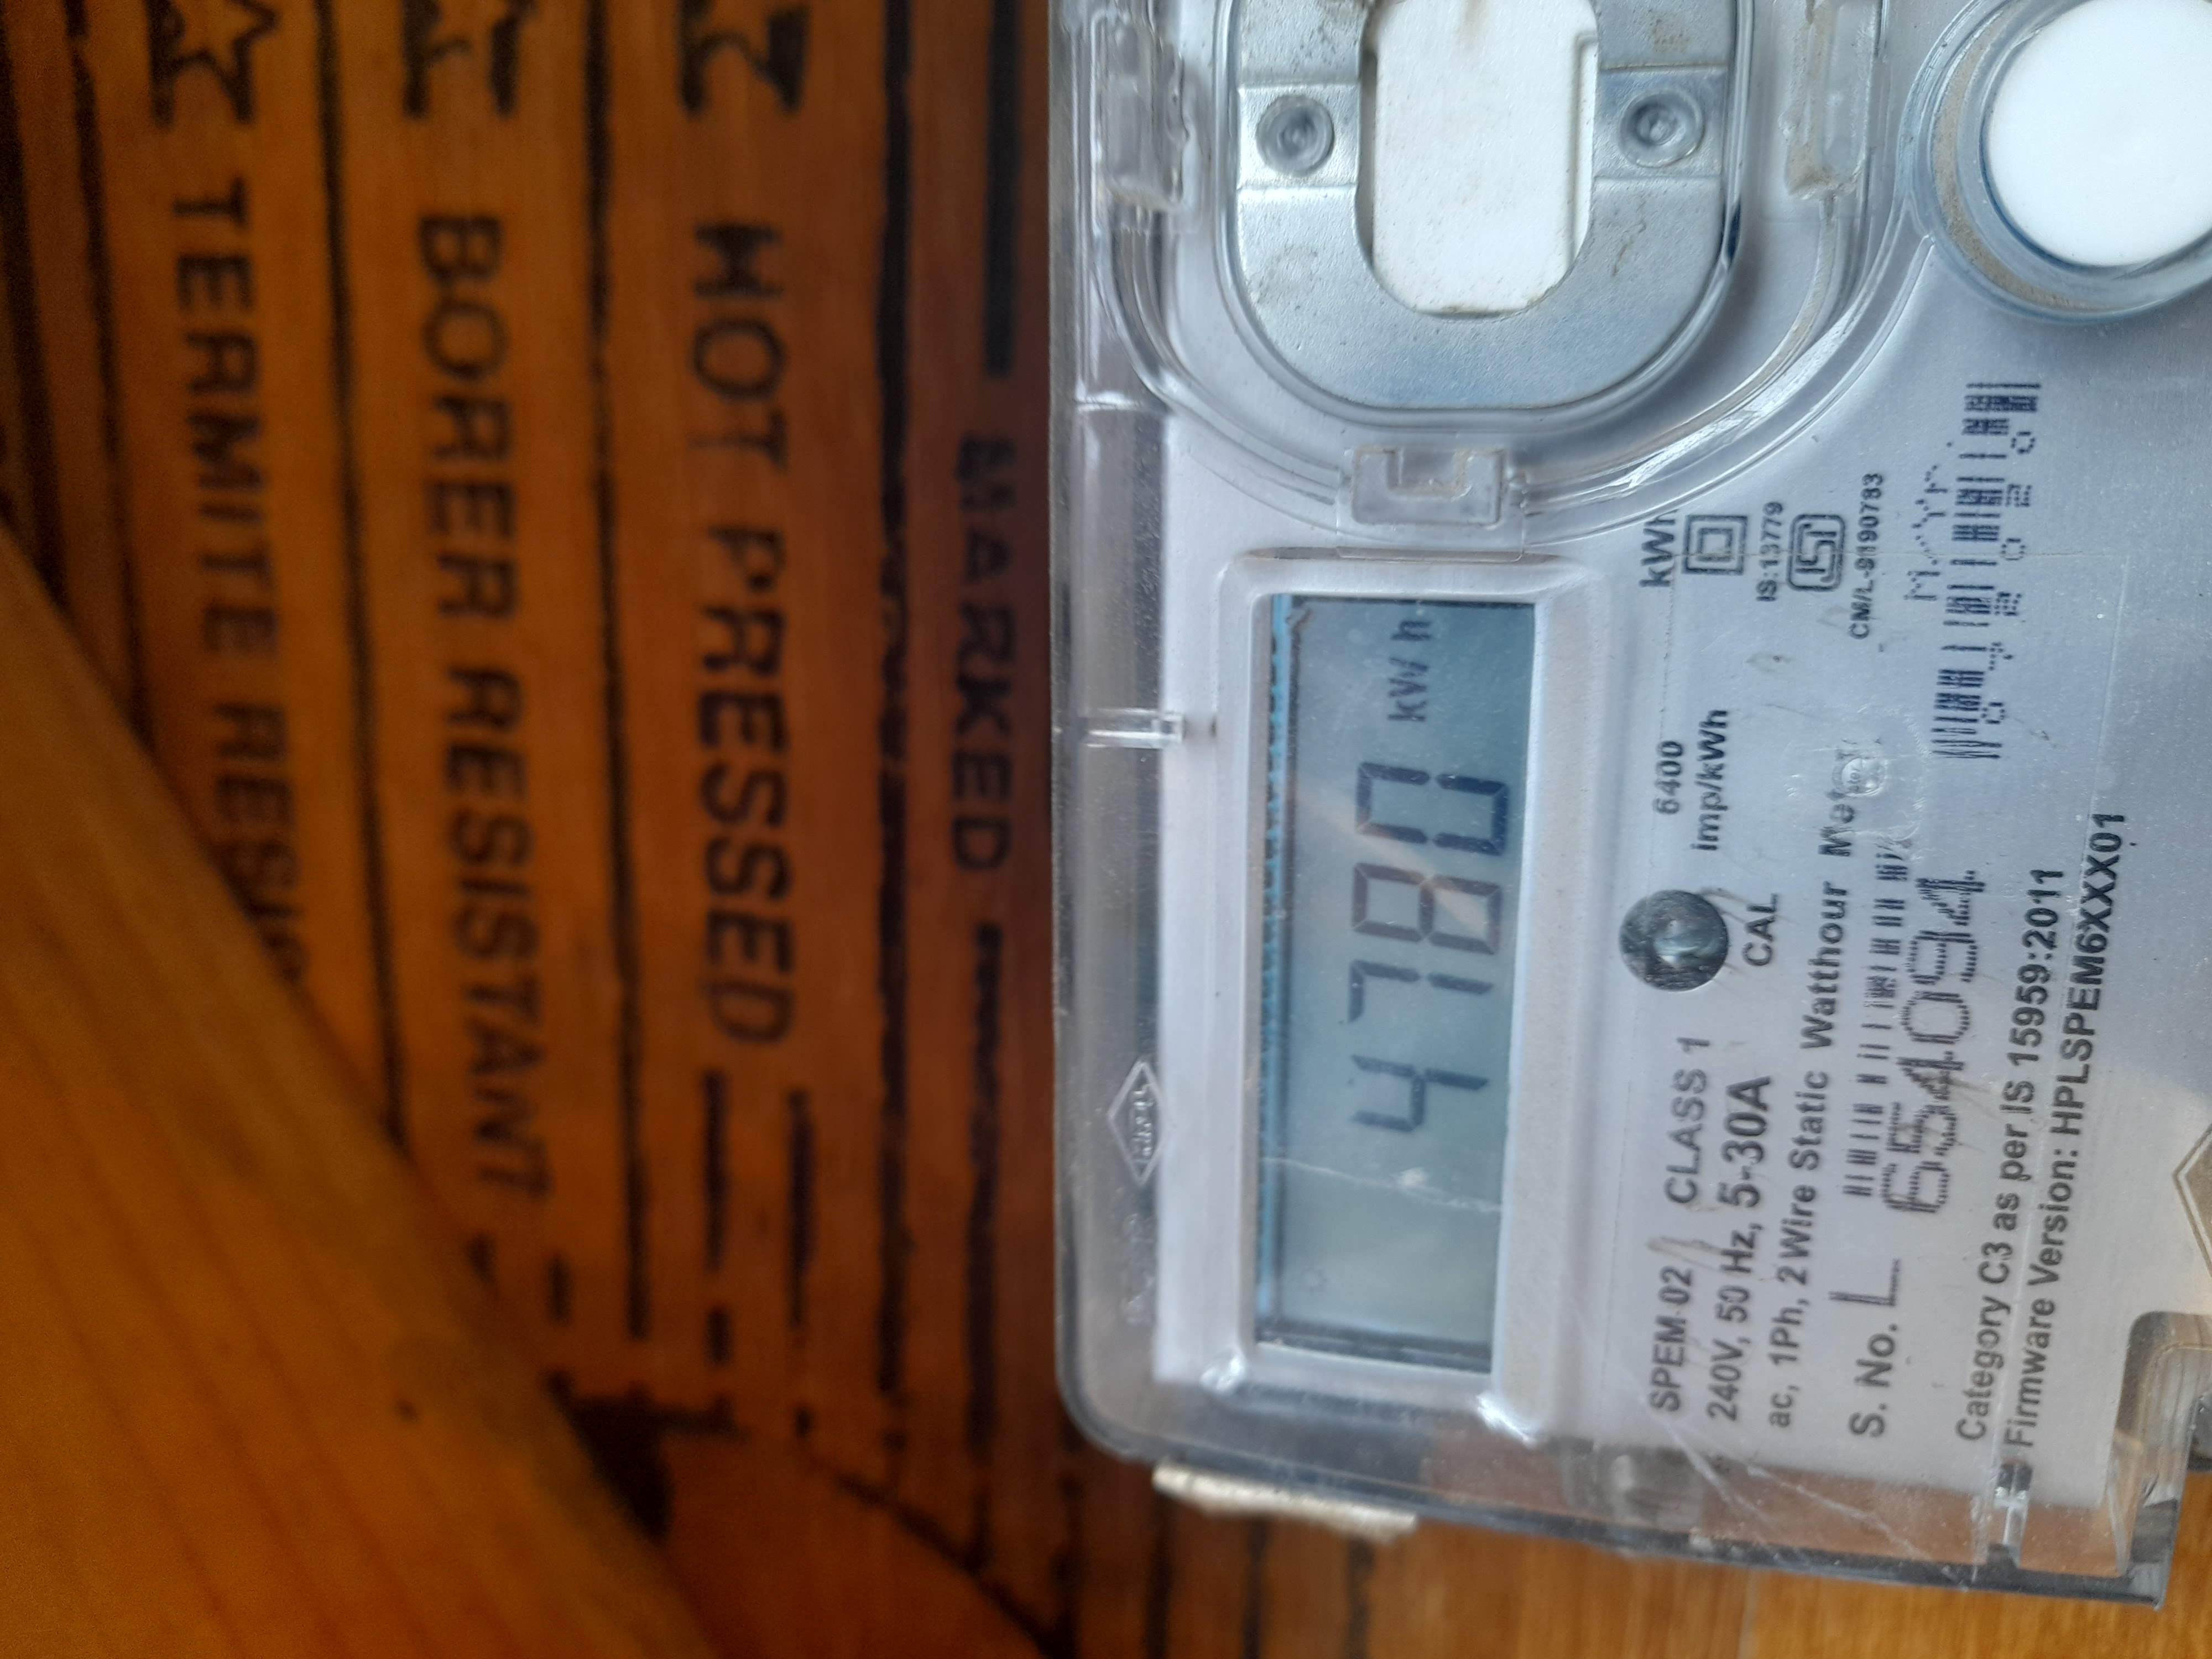 TERMITE RESIS
BORER RESISTANT
HOT PRESSED
MARKED
4780 kWh
SPEM-02 CLASS 1
240V, 50 Hz, 5-30A
ac, 1Ph, 2 Wire Static Watthour Meter
CAL
6400
imp/kWh
kWh
IS:13779
CM/L-9190783
S. No. L 654094
Category C3 as per IS 15959:2011
Firmware Version: HPLSPEM6XXX01